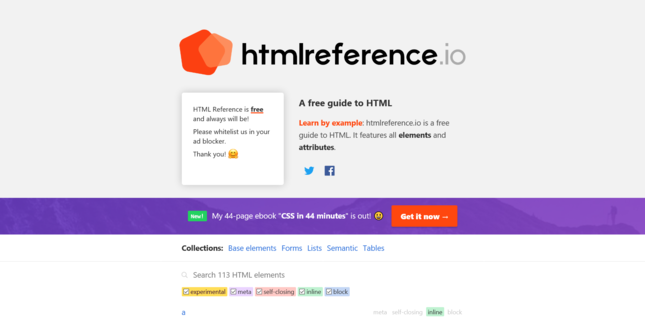 htmlreference.io
HTML Reference is free
and always will be!
Please whitelist us in your
ad blocker.
Thank you!
A free guide to HTML
Learn by example: htmlreference.io is a free
guide to HTML. It features all elements and
attributes.
New! My 44-page ebook "CSS in 44 minutes" is out! Get it now →
Collections: Base elements Forms Lists Semantic Tables
Search 113 HTML elements
experimental meta self-closing inline block
a meta self-closing inline block